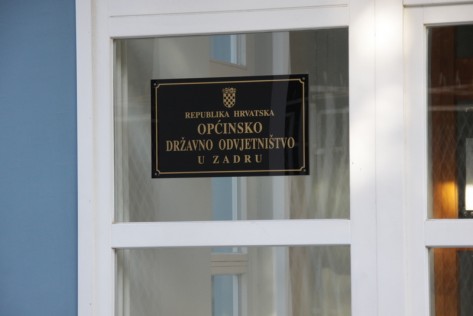 REPUBLIKA HRVATSKA
OPĆINSKO
DRŽAVNO ODVJETNIŠTVO
U ZADRU